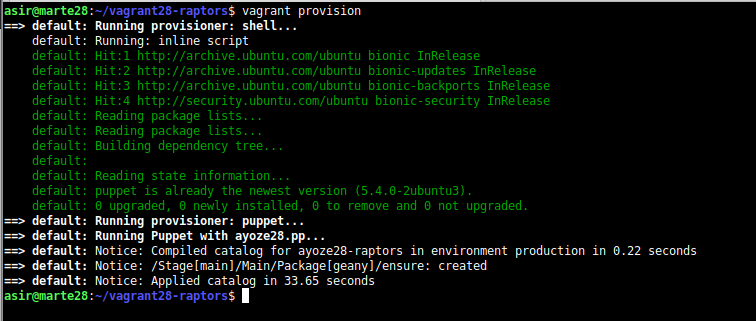 asir@marte28:~/vagrant28-raptors$ vagrant provision
==> default: Running provisioner: shell...
    default: Running: inline script
    default: Hit:1 http://archive.ubuntu.com/ubuntu bionic InRelease
    default: Hit:2 http://archive.ubuntu.com/ubuntu bionic-updates InRelease
    default: Hit:3 http://archive.ubuntu.com/ubuntu bionic-backports InRelease
    default: Hit:4 http://security.ubuntu.com/ubuntu bionic-security InRelease
    default: Reading package lists...
    default: Reading package lists...
    default: Building dependency tree...
    default:
    default: Reading state information...
    default: puppet is already the newest version (5.4.0-2ubuntu3).
    default: 0 upgraded, 0 newly installed, 0 to remove and 0 not upgraded.
==> default: Running provisioner: puppet...
==> default: Running Puppet with ayoze28.pp...
==> default: Notice: Compiled catalog for ayoze28-raptors in environment production in 0.22 seconds
==> default: Notice: /Stage[main]/Main/Package[geany]/ensure: created
==> default: Notice: Applied catalog in 33.65 seconds
asir@marte28:~/vagrant28-raptors$